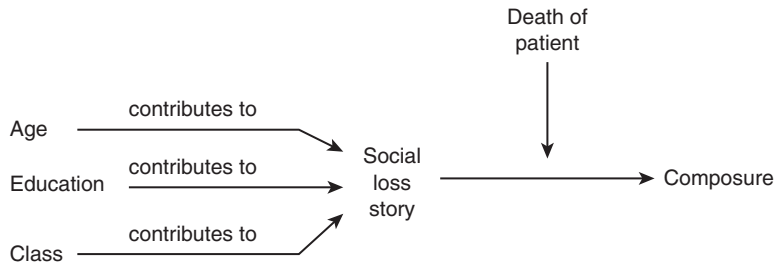 Death of
patient
Age
contributes to
Education
contributes to
Class
contributes to
Social
loss
story
Composure